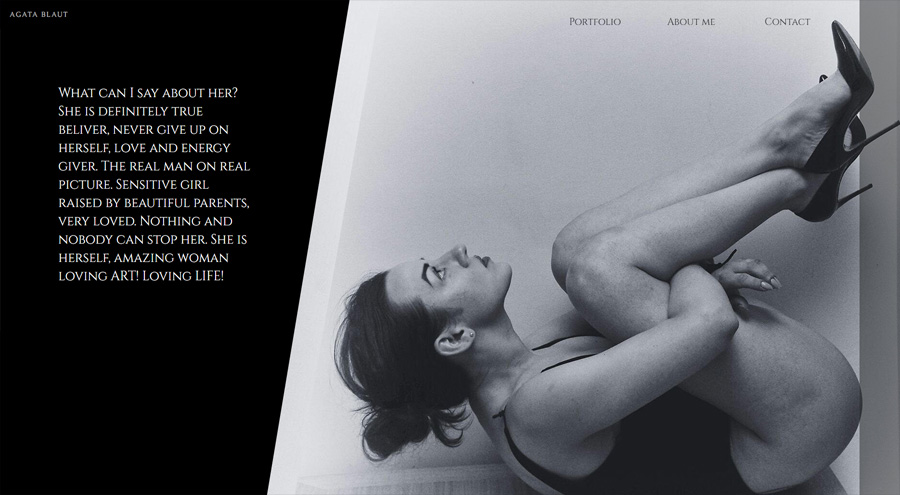 AGATA BLAUT
PORTFOLIO ABOUT ME CONTACT
WHAT CAN I SAY ABOUT HER?
SHE IS DEFINITELY TRUE
BELIVER, NEVER GIVE UP ON
HERSELF, LOVE AND ENERGY
GIVER. THE REAL MAN ON REAL
PICTURE. SENSITIVE GIRL
RAISED BY BEAUTIFUL PARENTS,
VERY LOVED. NOTHING AND
NOBODY CAN STOP HER. SHE IS
HERSELF, AMAZING WOMAN
LOVING ART! LOVING LIFE!